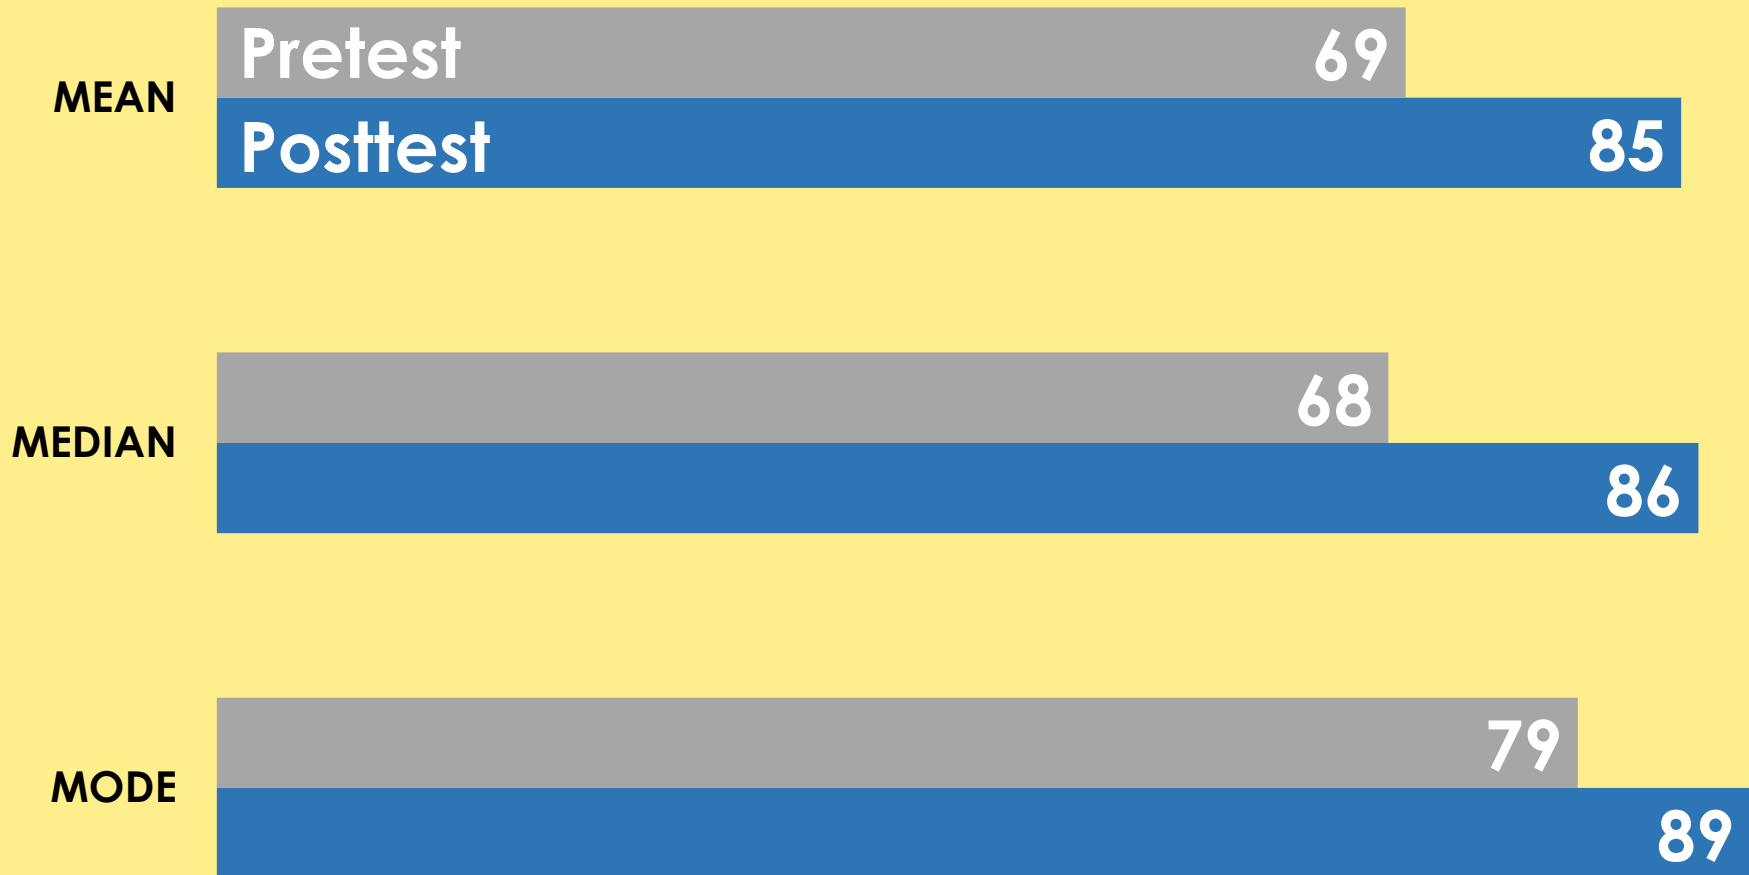 MEAN
Pretest 69
Posttest 85
MEDIAN
68
86
MODE
79
89